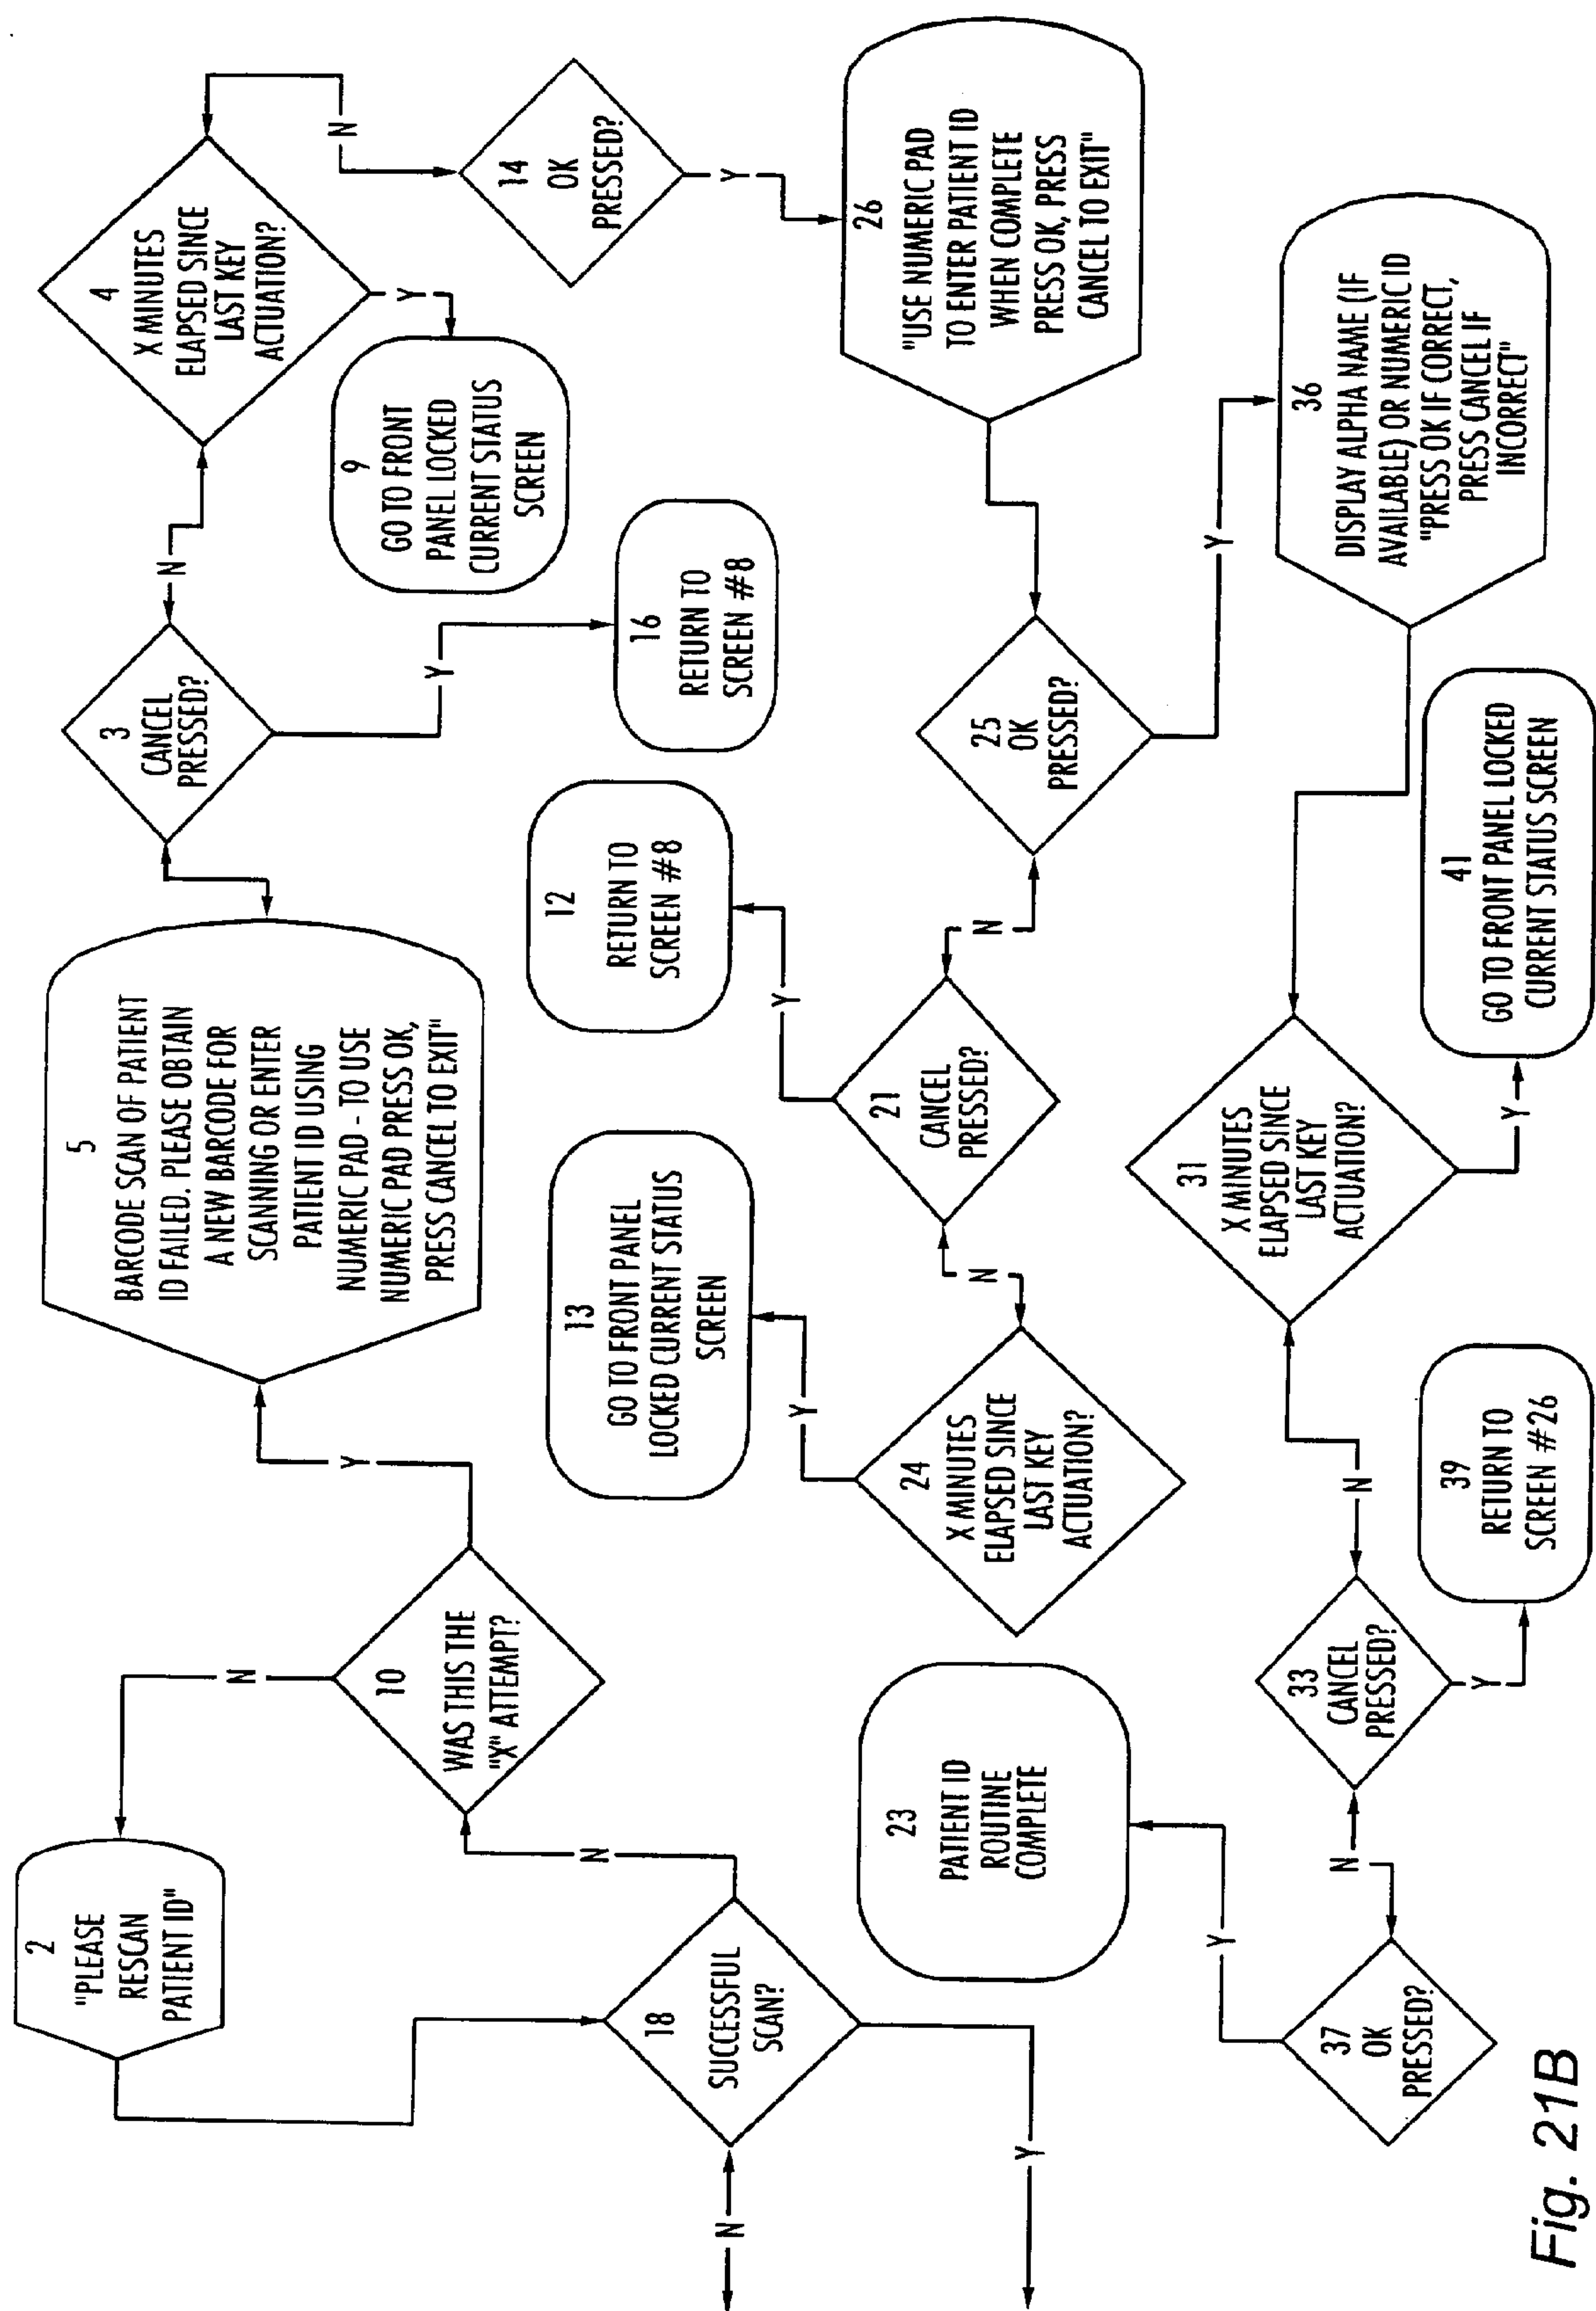 2
"PLEASE
RESCAN
PATIENT ID"
N
10
WAS THIS THE
"X" ATTEMPT?
Y
N
18
SUCCESSFUL
SCAN?
N
Y
5
BARCODE SCAN OF PATIENT
ID FAILED. PLEASE OBTAIN
A NEW BARCODE FOR
SCANNING OR ENTER
PATIENT ID USING
NUMERIC PAD - TO USE
NUMERIC PAD PRESS OK,
PRESS CANCEL TO EXIT"
3
CANCEL
PRESSED?
N
Y
16
RETURN TO
SCREEN #8
4
X MINUTES
ELAPSED SINCE
LAST KEY
ACTUATION?
Y
9
GO TO FRONT
PANEL LOCKED
CURRENT STATUS
SCREEN
N
14
OK
PRESSED?
Y
26
"USE NUMERIC PAD
TO ENTER PATIENT ID
WHEN COMPLETE
PRESS OK, PRESS
CANCEL TO EXIT"
13
GO TO FRONT PANEL
LOCKED CURRENT STATUS
SCREEN
Y
24
X MINUTES
ELAPSED SINCE
LAST KEY
ACTUATION?
N
12
RETURN TO
SCREEN #8
Y
21
CANCEL
PRESSED?
N
25
OK
PRESSED?
Y
36
DISPLAY ALPHA NAME (IF
AVAILABLE) OR NUMERIC ID
"PRESS OK IF CORRECT,
PRESS CANCEL IF
INCORRECT"
23
PATIENT ID
ROUTINE
COMPLETE
Y
37
OK
PRESSED?
N
33
CANCEL
PRESSED?
Y
39
RETURN TO
SCREEN #26
N
31
X MINUTES
ELAPSED SINCE
LAST KEY
ACTUATION?
Y
41
GO TO FRONT PANEL LOCKED
CURRENT STATUS SCREEN
Fig. 21B